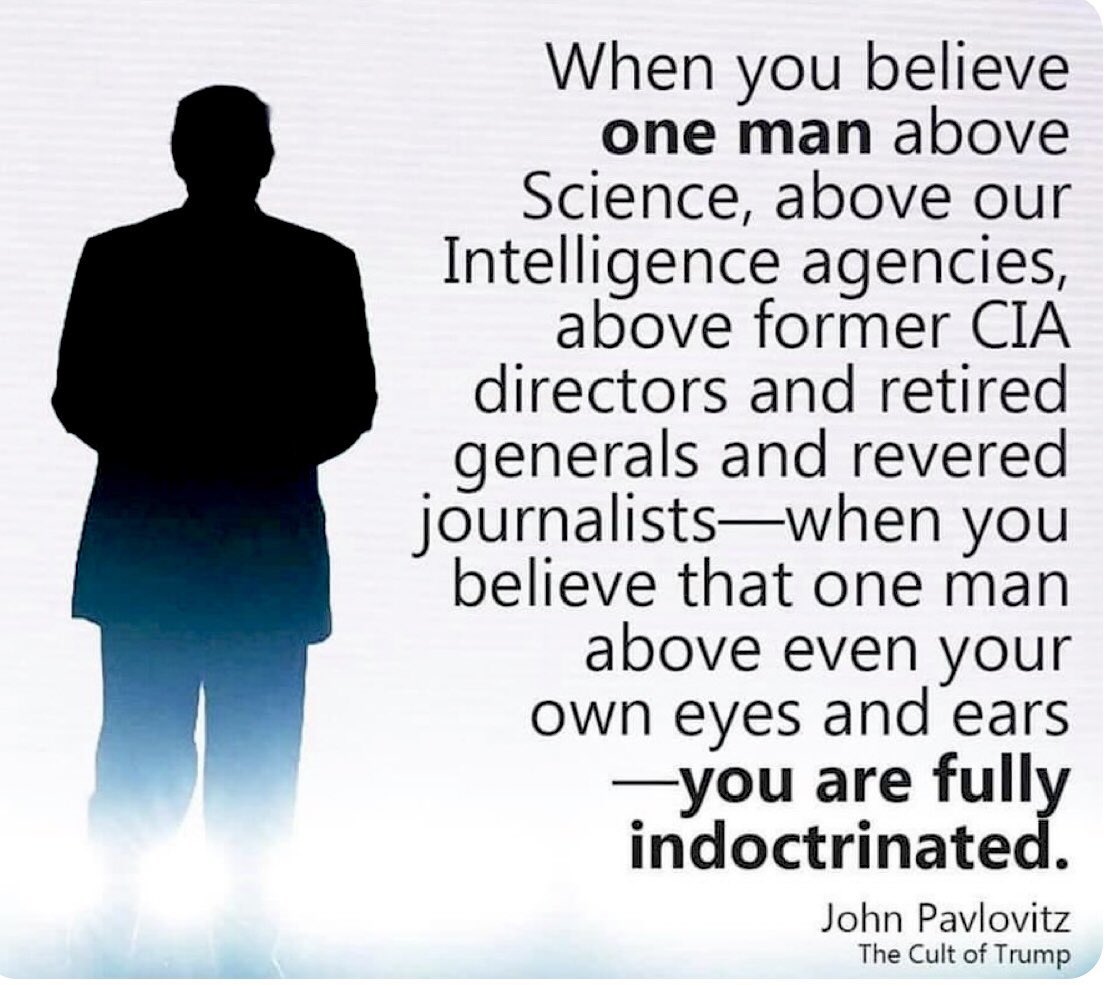 When you believe
one man above
Science, above our
Intelligence agencies,
above former CIA
directors and retired
generals and revered
journalists—when you
believe that one man
above even your
own eyes and ears
—you are fully
indoctrinated.
John Pavlovitz
The Cult of Trump